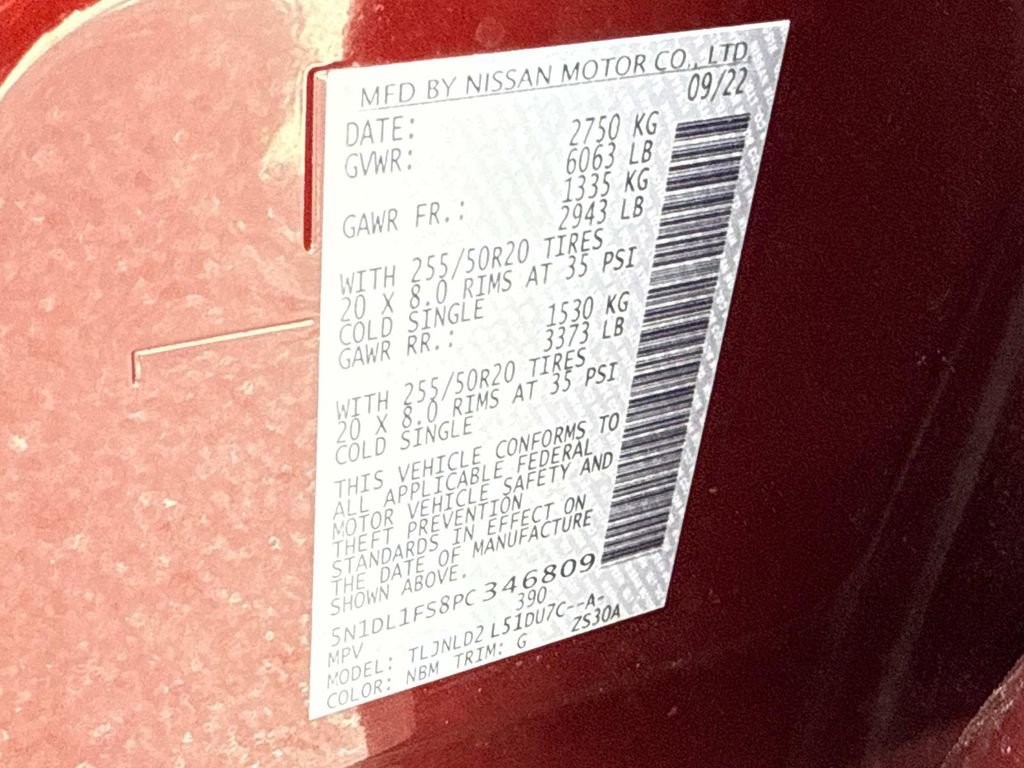 MFD BY NISSAN MOTOR CO., LTD
DATE: 09/22
GVWR: 2750 KG
6063 LB
GAWR FR.: 1335 KG
2943 LB
WITH 255/50R20 TIRES
20 X 8.0 RIMS AT 35 PSI
COLD SINGLE
GAWR RR.: 1530 KG
3373 LB
WITH 255/50R20 TIRES
20 X 8.0 RIMS AT 35 PSI
COLD SINGLE
THIS VEHICLE CONFORMS TO
ALL APPLICABLE FEDERAL
MOTOR VEHICLE SAFETY AND
THEFT PREVENTION
STANDARDS IN EFFECT ON
THE DATE OF MANUFACTURE
SHOWN ABOVE.
5N1DL1FS8PC346809
MPV 390
MODEL: TLJNLD2 L51DU7C--A-
COLOR: NBM TRIM: G ZS30A